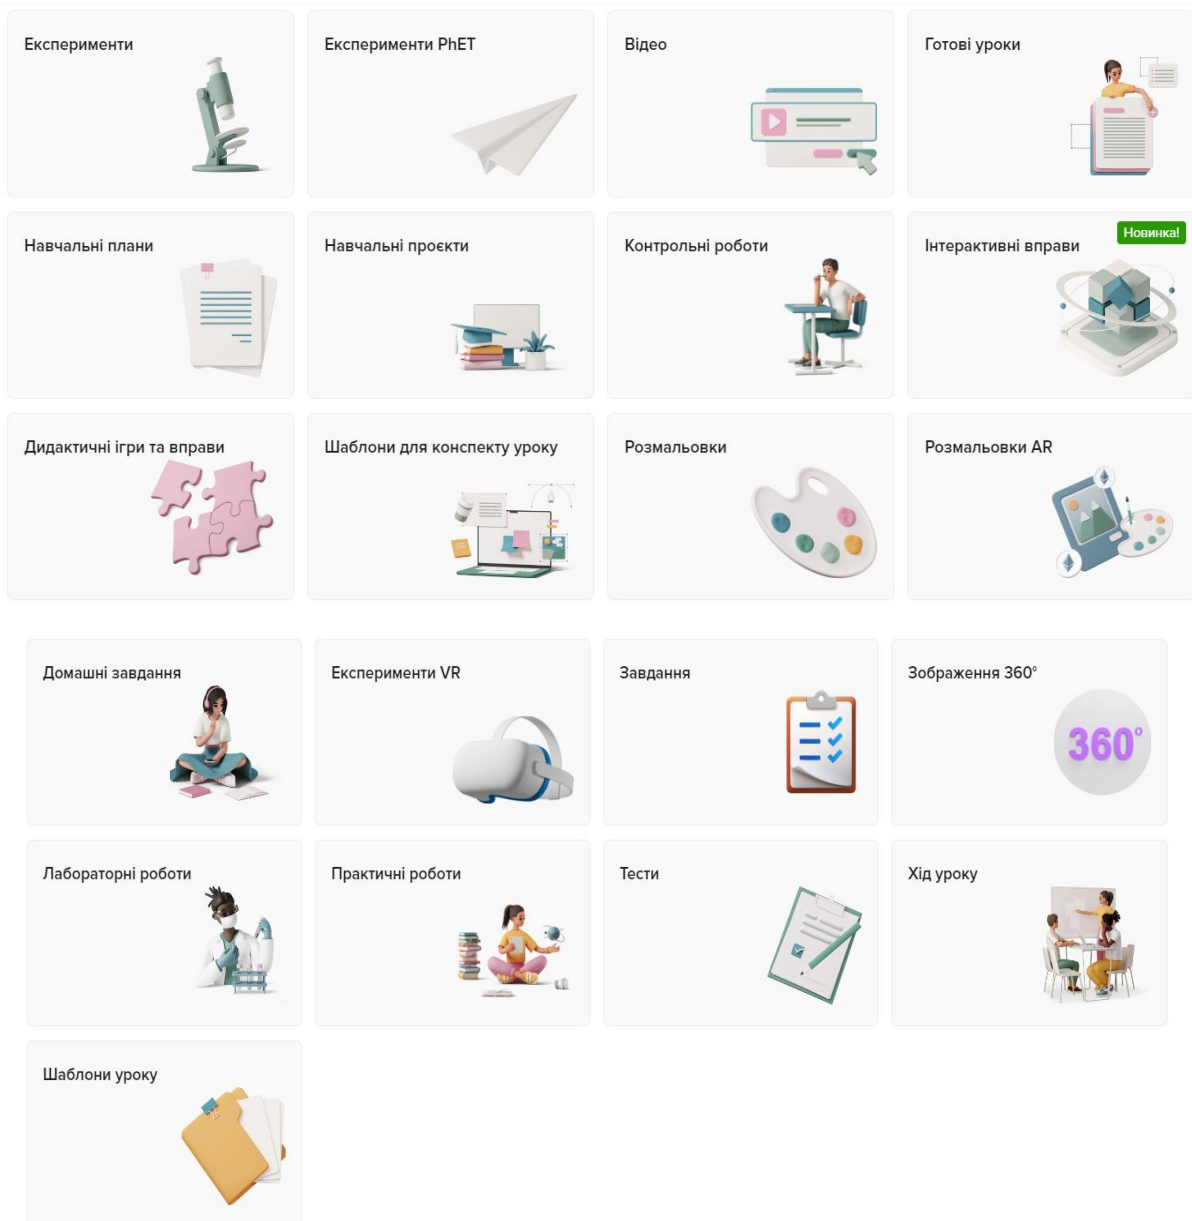 Експерименти
Експерименти PhET
Відео
Готові уроки
Навчальні плани
Навчальні проєкти
Контрольні роботи
Інтерактивні вправи
Новинка!
Дидактичні ігри та вправи
Шаблони для конспекту уроку
Розмальовки
Розмальовки AR
Домашні завдання
Експерименти VR
Завдання
Зображення 360°
360°
Лабораторні роботи
Практичні роботи
Тести
Хід уроку
Шаблони уроку